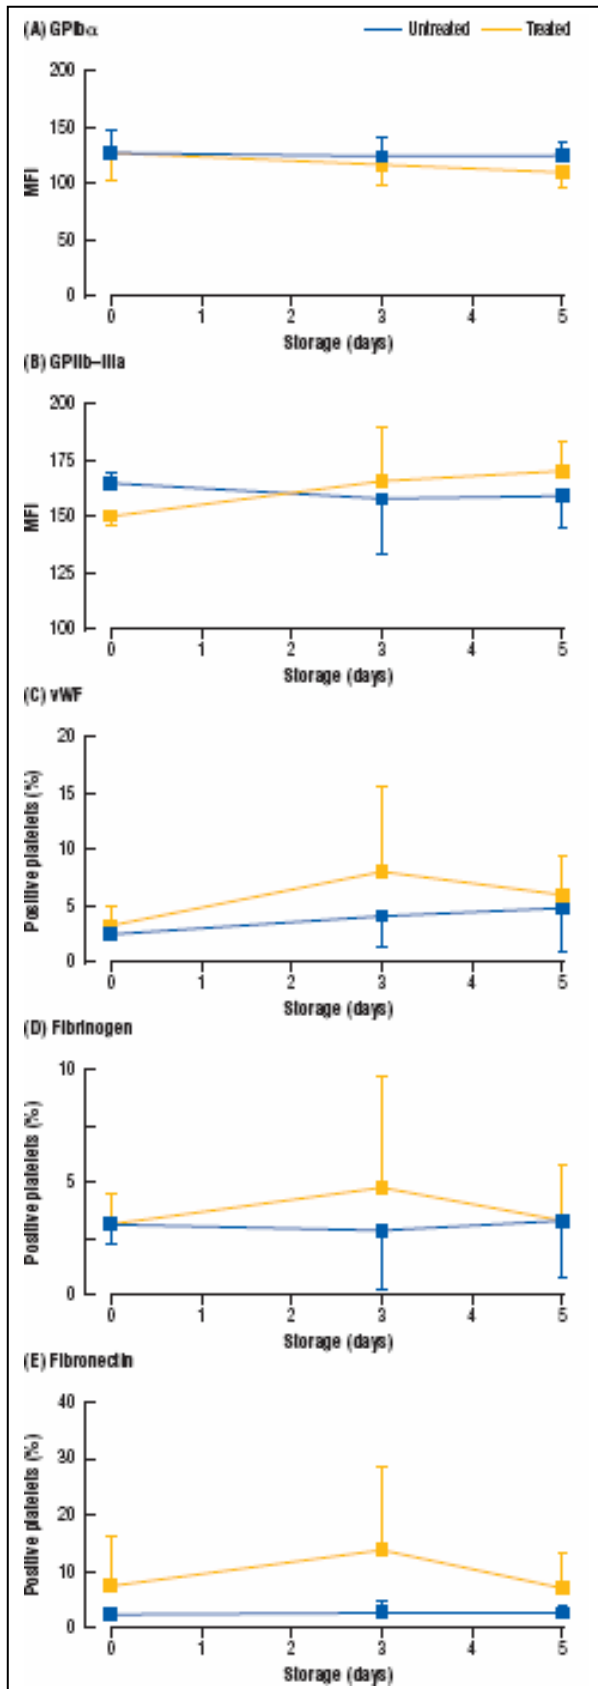 (A) GPIbα Untreated Treated
200
150
100
50
0
MFI
0 1 2 3 4 5
Storage (days)
(B) GPIIb–IIIa
200
175
150
125
100
MFI
0 1 2 3 4 5
Storage (days)
(C) vWF
20
15
10
5
0
Positive platelets (%)
0 1 2 3 4 5
Storage (days)
(D) Fibrinogen
10
5
0
Positive platelets (%)
0 1 2 3 4 5
Storage (days)
(E) Fibronectin
40
30
20
10
0
Positive platelets (%)
0 1 2 3 4 5
Storage (days)